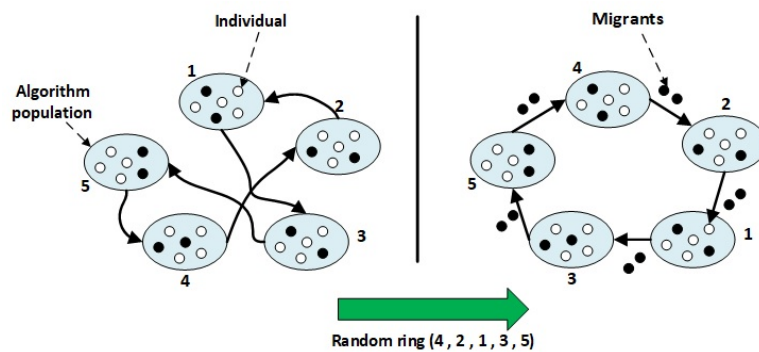 Individual
Migrants
1
4
Algorithm
population
2
2
5
5
3
1
4
3
Random ring (4 , 2 , 1 , 3 , 5)